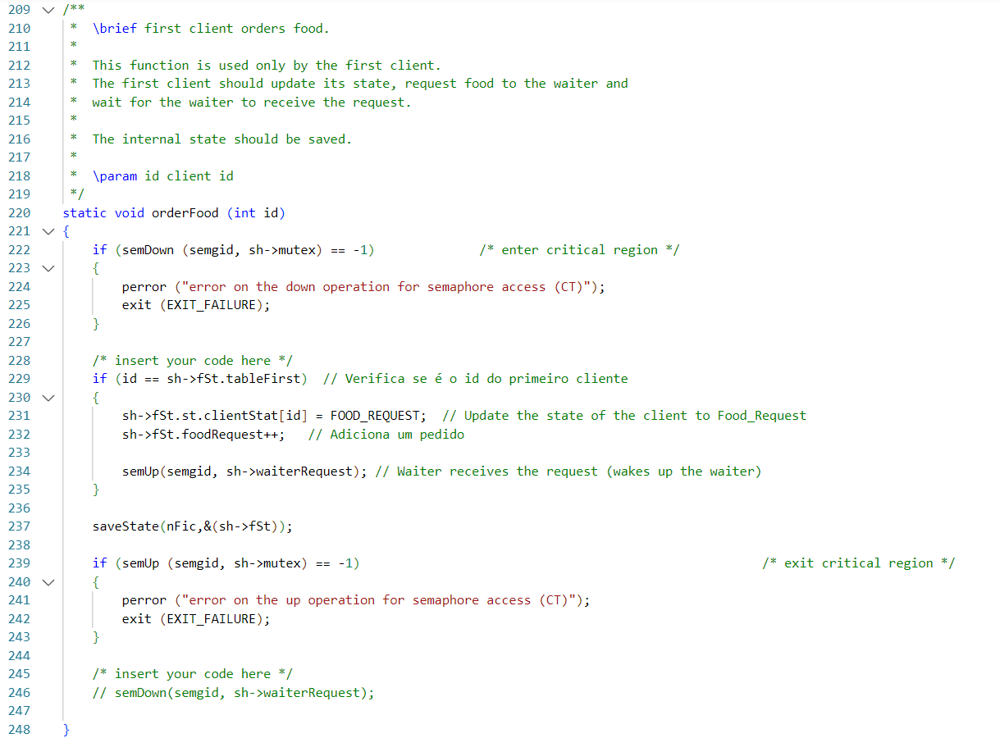 209 /**
210  *  \brief first client orders food.
211  *
212  *  This function is used only by the first client.
213  *  The first client should update its state, request food to the waiter and
214  *  wait for the waiter to receive the request.
215  *
216  *  The internal state should be saved.
217  *
218  *  \param id client id
219  */
220 static void orderFood (int id)
221 {
222     if (semDown (semgid, sh->mutex) == -1)              /* enter critical region */
223     {
224         perror ("error on the down operation for semaphore access (CT)");
225         exit (EXIT_FAILURE);
226     }
227
228     /* insert your code here */
229     if (id == sh->fSt.tableFirst)  // Verifica se é o id do primeiro cliente
230     {
231         sh->fSt.st.clientStat[id] = FOOD_REQUEST;  // Update the state of the client to Food_Request
232         sh->fSt.foodRequest++;   // Adiciona um pedido
233
234         semUp(semgid, sh->waiterRequest); // Waiter receives the request (wakes up the waiter)
235     }
236
237     saveState(nFic,&(sh->fSt));
238
239     if (semUp (semgid, sh->mutex) == -1)                                                      /* exit critical region */
240     {
241         perror ("error on the up operation for semaphore access (CT)");
242         exit (EXIT_FAILURE);
243     }
244
245     /* insert your code here */
246     // semDown(semgid, sh->waiterRequest);
247
248 }